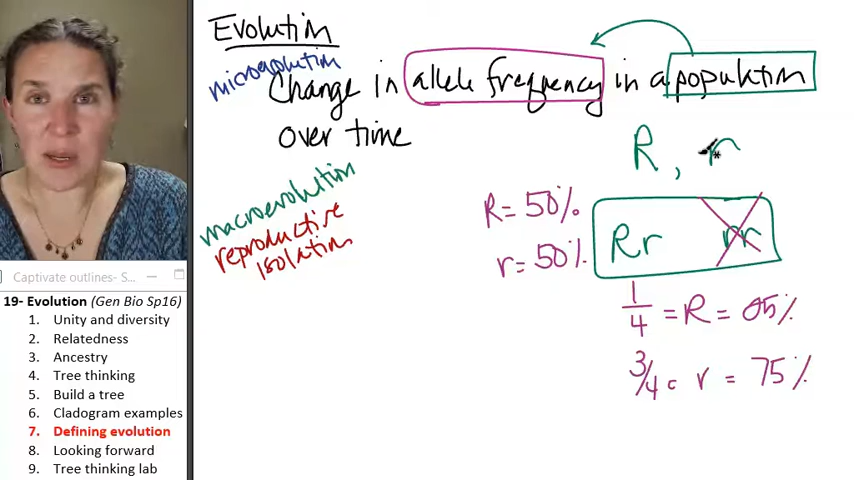 Evolution
microevolution
Change in allele frequency in a population
over time
R, r
macroevolution
reproductive
isolation
R = 50%
r = 50%
Rr rr
1/4 = R = 05%
3/4 = r = 75%
Captivate outlines- S...
19- Evolution (Gen Bio Sp16)
1. Unity and diversity
2. Relatedness
3. Ancestry
4. Tree thinking
5. Build a tree
6. Cladogram examples
7. Defining evolution
8. Looking forward
9. Tree thinking lab